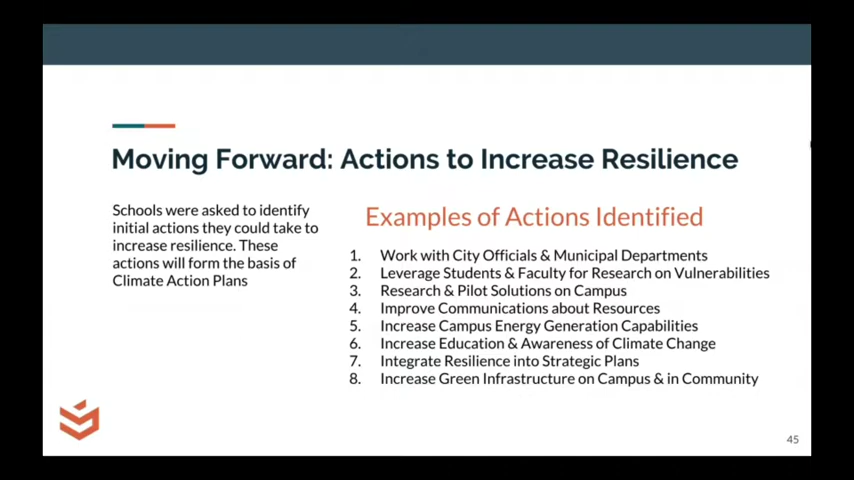 Moving Forward: Actions to Increase Resilience
Schools were asked to identify
initial actions they could take to
increase resilience. These
actions will form the basis of
Climate Action Plans
Examples of Actions Identified
1. Work with City Officials & Municipal Departments
2. Leverage Students & Faculty for Research on Vulnerabilities
3. Research & Pilot Solutions on Campus
4. Improve Communications about Resources
5. Increase Campus Energy Generation Capabilities
6. Increase Education & Awareness of Climate Change
7. Integrate Resilience into Strategic Plans
8. Increase Green Infrastructure on Campus & in Community
45